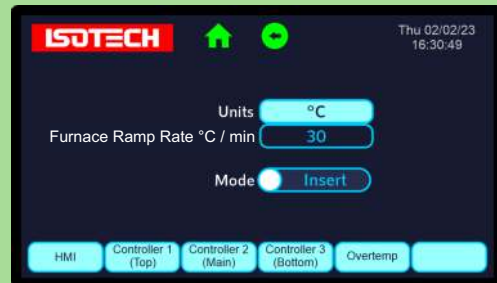 ISOTECH
Thu 02/02/23
16:30:49
Units °C
Furnace Ramp Rate °C / min 30
Mode Insert
HMI
Controller 1
(Top)
Controller 2
(Main)
Controller 3
(Bottom)
Overtemp